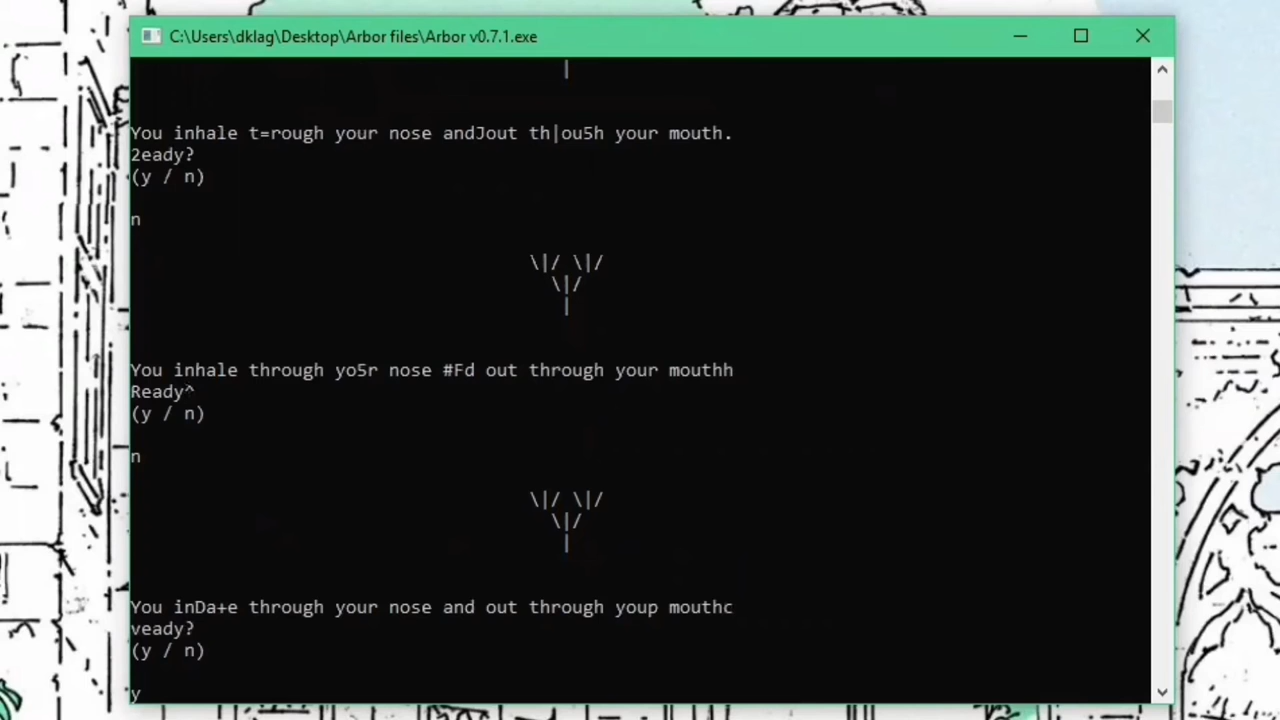 C:\Users\dklag\Desktop\Arbor files\Arbor v0.7.1.exe
|
You inhale t=rough your nose andJout th|ou5h your mouth.
2eady?
(y / n)
n
\|/ \|/
\|/
|
You inhale through yo5r nose #Fd out through your mouthh
Ready^
(y / n)
n
\|/ \|/
\|/
|
You inDa+e through your nose and out through youp mouthc
veady?
(y / n)
y